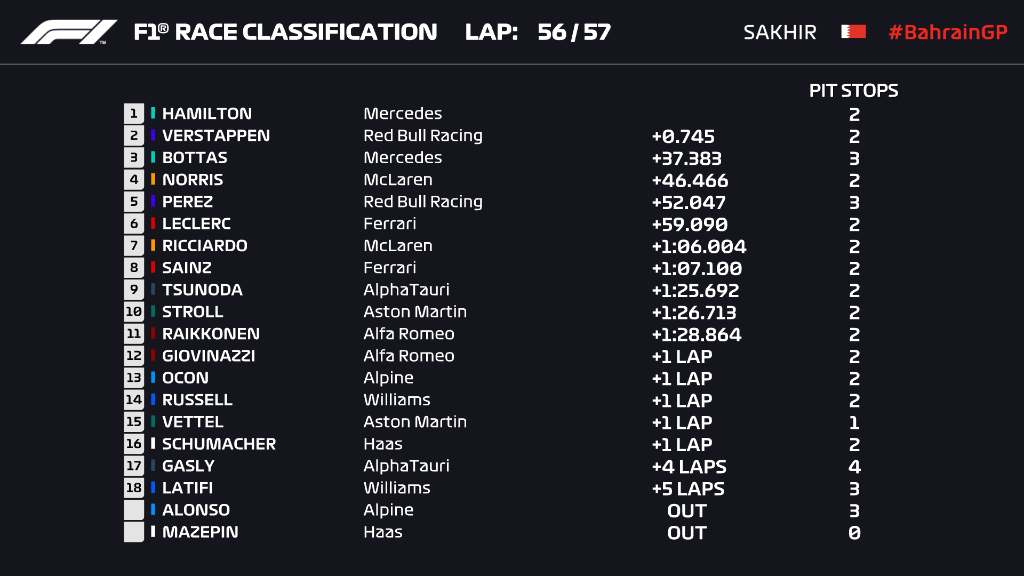 F1® RACE CLASSIFICATION LAP: 56/57 SAKHIR #BahrainGP
PIT STOPS
1 HAMILTON Mercedes 2
2 VERSTAPPEN Red Bull Racing +0.745 2
3 BOTTAS Mercedes +37.383 3
4 NORRIS McLaren +46.466 2
5 PEREZ Red Bull Racing +52.047 3
6 LECLERC Ferrari +59.090 2
7 RICCIARDO McLaren +1:06.004 2
8 SAINZ Ferrari +1:07.100 2
9 TSUNODA AlphaTauri +1:25.692 2
10 STROLL Aston Martin +1:26.713 2
11 RAIKKONEN Alfa Romeo +1:28.864 2
12 GIOVINAZZI Alfa Romeo +1 LAP 2
13 OCON Alpine +1 LAP 2
14 RUSSELL Williams +1 LAP 2
15 VETTEL Aston Martin +1 LAP 1
16 SCHUMACHER Haas +1 LAP 2
17 GASLY AlphaTauri +4 LAPS 4
18 LATIFI Williams +5 LAPS 3
ALONSO Alpine OUT 3
MAZEPIN Haas OUT 0